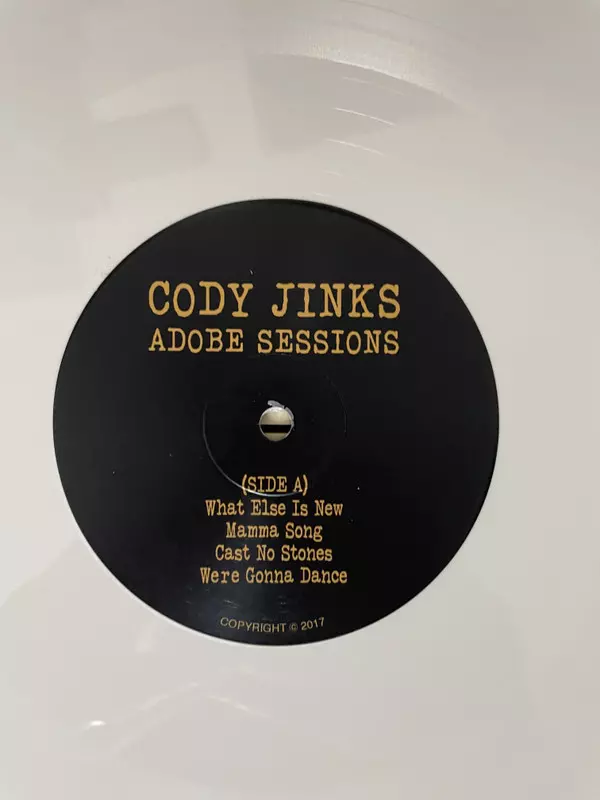 CODY JINKS
ADOBE SESSIONS
(SIDE A)
What Else Is New
Mamma Song
Cast No Stones
Were Gonna Dance
COPYRIGHT © 2017